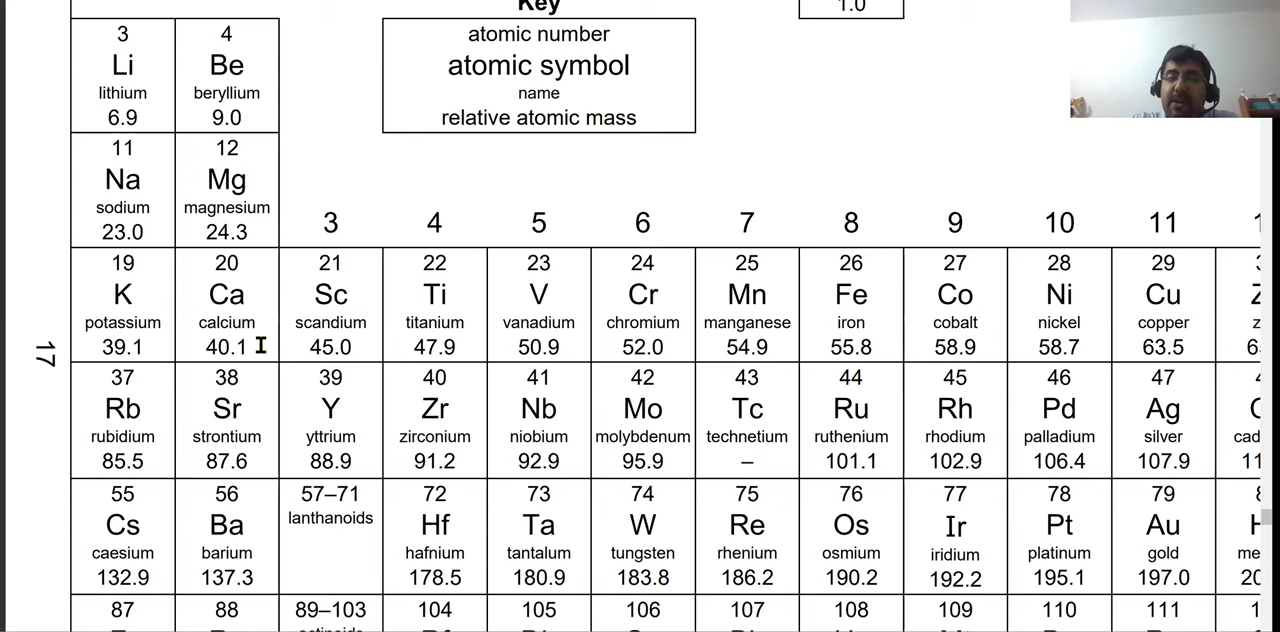 Key
1.0
3 4 atomic number
Li Be atomic symbol
lithium beryllium name
6.9 9.0 relative atomic mass
11 12
Na Mg
sodium magnesium
23.0 24.3 3 4 5 6 7 8 9 10 11
19 20 21 22 23 24 25 26 27 28 29
K Ca Sc Ti V Cr Mn Fe Co Ni Cu
potassium calcium scandium titanium vanadium chromium manganese iron cobalt nickel copper
39.1 40.1 45.0 47.9 50.9 52.0 54.9 55.8 58.9 58.7 63.5
17
37 38 39 40 41 42 43 44 45 46 47
Rb Sr Y Zr Nb Mo Tc Ru Rh Pd Ag
rubidium strontium yttrium zirconium niobium molybdenum technetium ruthenium rhodium palladium silver
85.5 87.6 88.9 91.2 92.9 95.9 – 101.1 102.9 106.4 107.9
55 56 57–71 72 73 74 75 76 77 78 79
Cs Ba lanthanoids Hf Ta W Re Os Ir Pt Au
caesium barium hafnium tantalum tungsten rhenium osmium iridium platinum gold
132.9 137.3 178.5 180.9 183.8 186.2 190.2 192.2 195.1 197.0
87 88 89–103 104 105 106 107 108 109 110 111